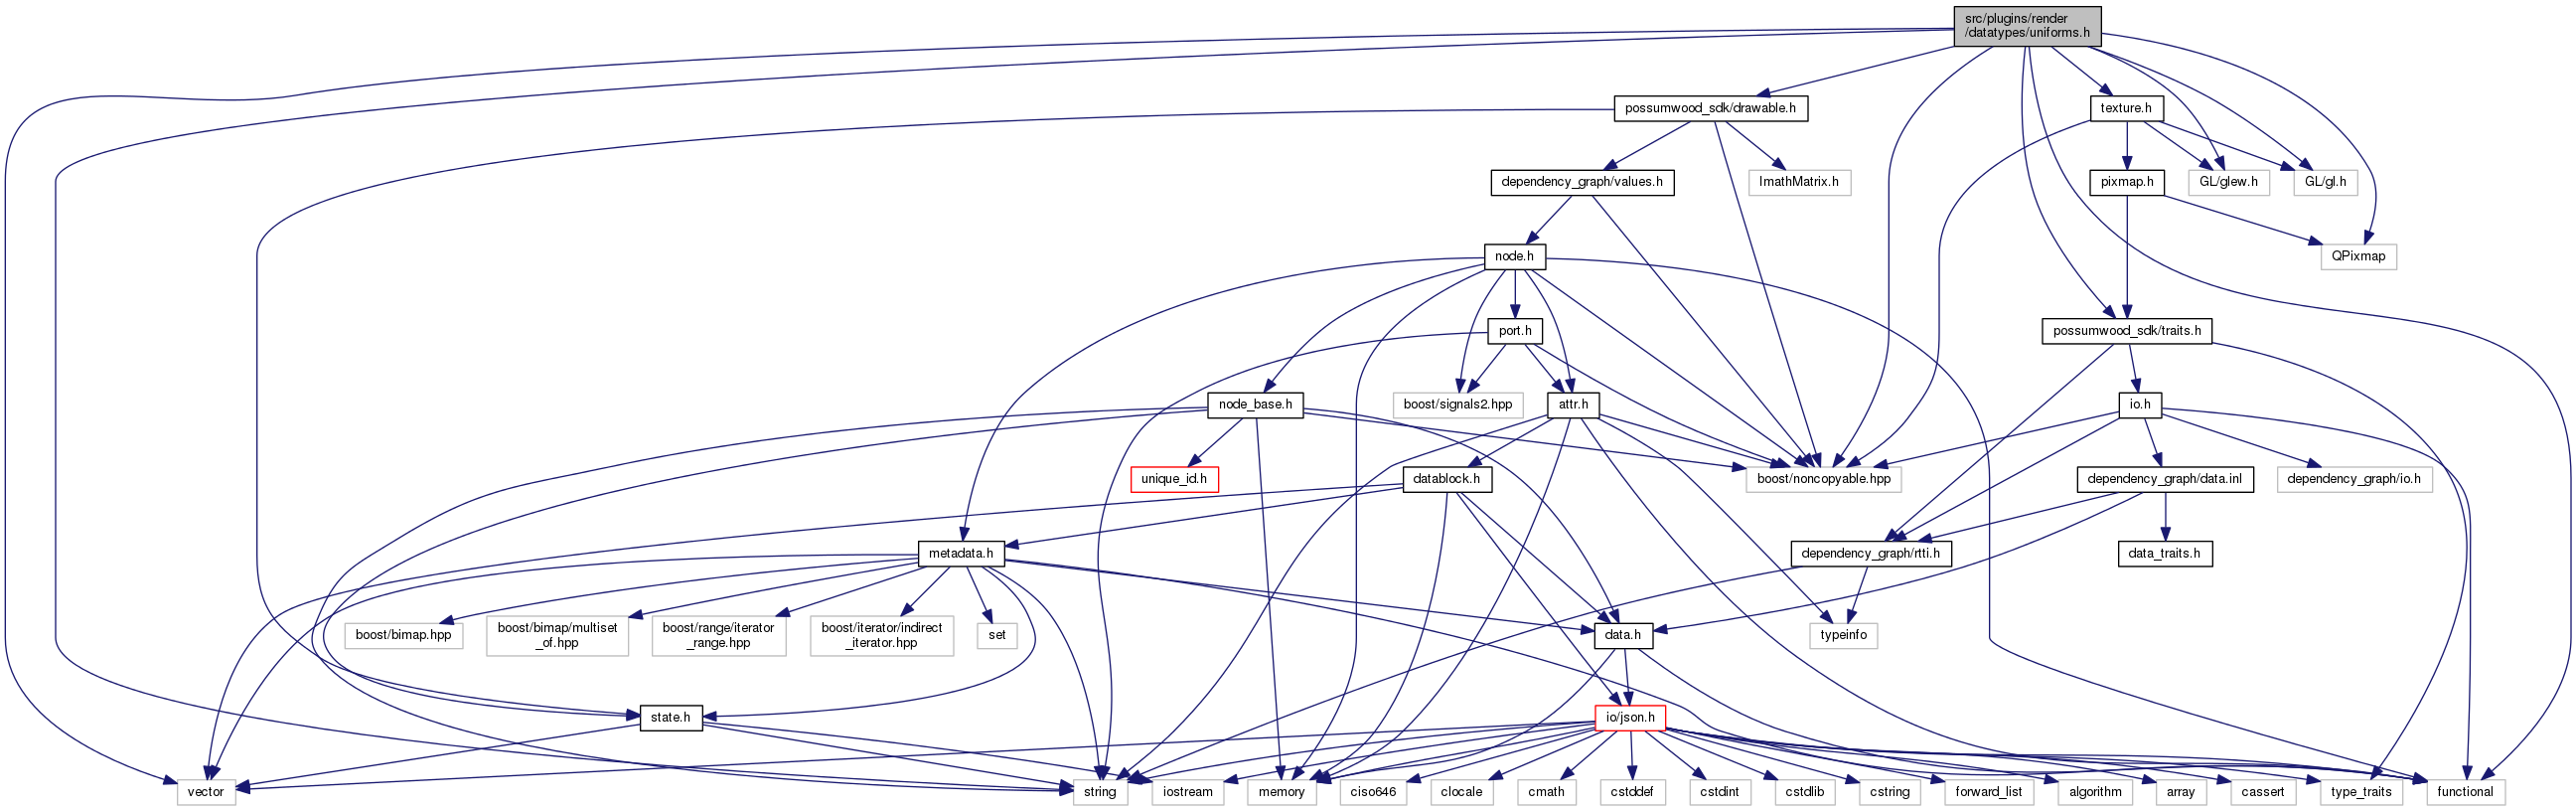 src/plugins/render
/datatypes/uniforms.h
possumwood_sdk/drawable.h
texture.h
dependency_graph/values.h
ImathMatrix.h
pixmap.h
GL/glew.h
GL/gl.h
node.h
QPixmap
port.h
possumwood_sdk/traits.h
node_base.h
boost/signals2.hpp
attr.h
io.h
unique_id.h
datablock.h
boost/noncopyable.hpp
dependency_graph/data.inl
dependency_graph/io.h
metadata.h
dependency_graph/rtti.h
data_traits.h
boost/bimap.hpp
boost/bimap/multiset
_of.hpp
boost/range/iterator
_range.hpp
boost/iterator/indirect
_iterator.hpp
set
data.h
typeinfo
state.h
io/json.h
vector
string
iostream
memory
ciso646
clocale
cmath
cstddef
cstdint
cstdlib
cstring
forward_list
algorithm
array
cassert
type_traits
functional